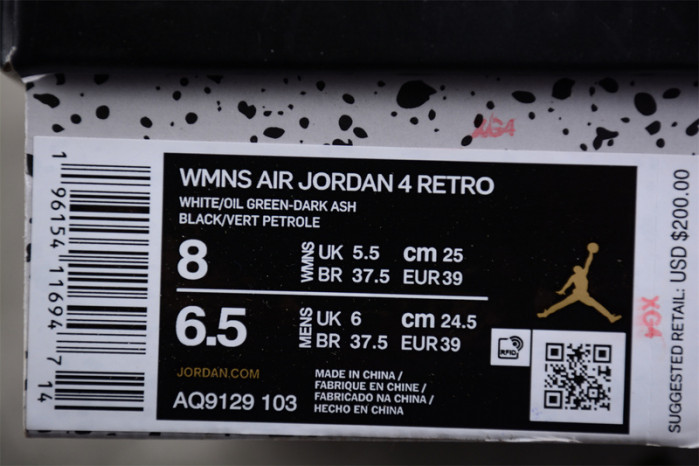 XG4
WMNS AIR JORDAN 4 RETRO
WHITE/OIL GREEN-DARK ASH
BLACK/VERT PETROLE
8
WMNS
UK 5.5 cm 25
BR 37.5 EUR 39
6.5
MENS
UK 6 cm 24.5
BR 37.5 EUR 39
JORDAN.COM
AQ9129 103
MADE IN CHINA /
FABRIQUE EN CHINE /
FABRICADO NA CHINA /
HECHO EN CHINA
RFID
1 96154 11694 7 14
SUGGESTED RETAIL: USD $200.00
XG4